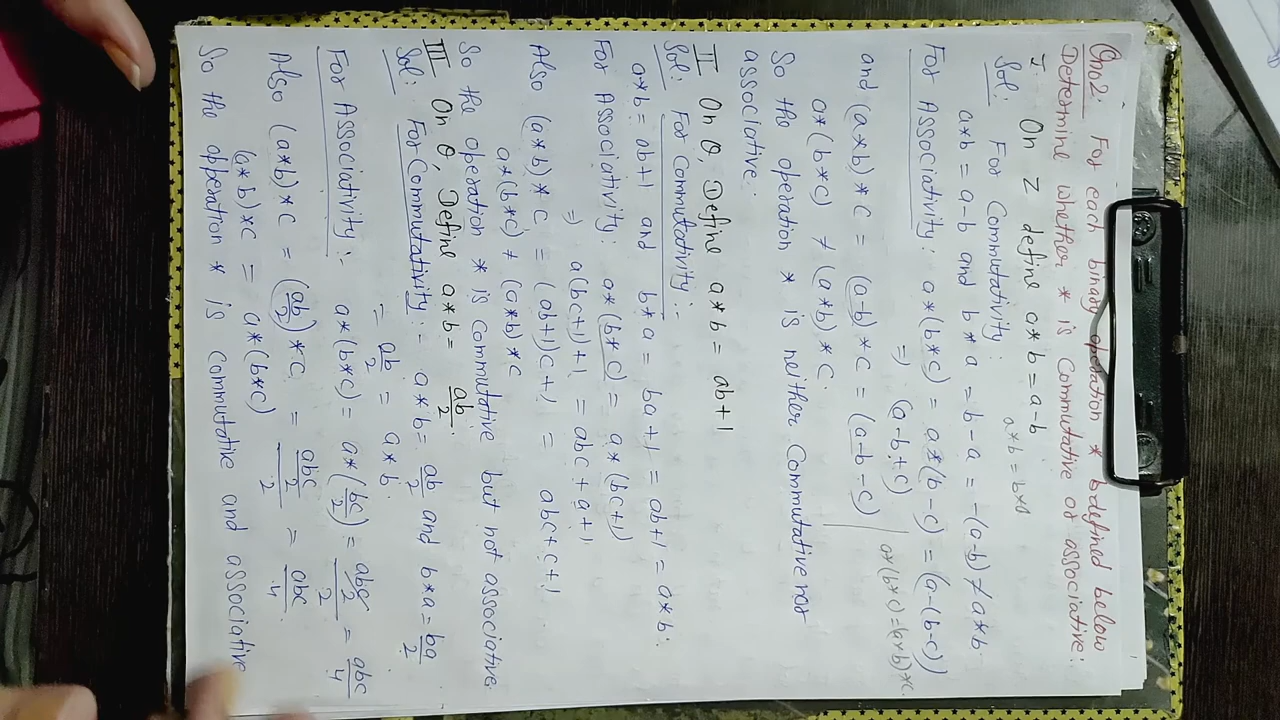 Qno2: For each binary operation * bdefined below
Determine whether * is Commutative or associative:
I. On Z define a * b = a-b
a*b = b*a
Sol: For Commutativity:
a*b = a-b and b*a = b-a = -(a-b) ≠ a*b
For Associativity: a*(b*c) = a*(b-c) = (a-(b-c))
=) (a-b+c)
and (a*b)*c = (a-b)*c = (a-b-c)
a*(b*c) = (a*b)*c
a*(b*c) ≠ (a*b)*c
So the operation * is neither Commutative nor
associative.
II On Q, Define a*b = ab+1
Sol: For Commutativity:-
a*b = ab+1 and b*a = ba+1 = ab+1 = a*b:
For Associativity: a*(b*c) = a*(bc+1)
=) a(bc+1)+1 = abc+a+1
Also (a*b)*c = (ab+1)c+1 = abc+c+1
a*(b*c) ≠ (a*b)*c
So the operation * is commutative but not associative.
III On Q, Define a*b = ab/2.
Sol: For Commutativity:- a*b = ab/2 and b*a = ba/2
= ab/2 = a*b.
For Associativity:- a*(b*c) = a*(bc/2) = abc/2/2 = abc/4
Also (a*b)*c = (ab/2)*c = abc/2/2 = abc/4.
(a*b)*c = a*(b*c)
So the operation * is commutative and associative